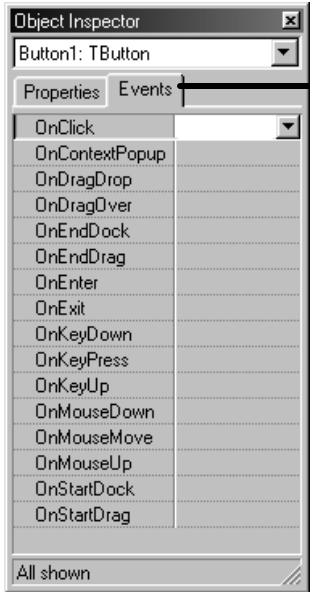 Object Inspector
Button1: TButton
Properties Events
OnClick
OnContextPopup
OnDragDrop
OnDragOver
OnEndDock
OnEndDrag
OnEnter
OnExit
OnKeyDown
OnKeyPress
OnKeyUp
OnMouseDown
OnMouseMove
OnMouseUp
OnStartDock
OnStartDrag
All shown